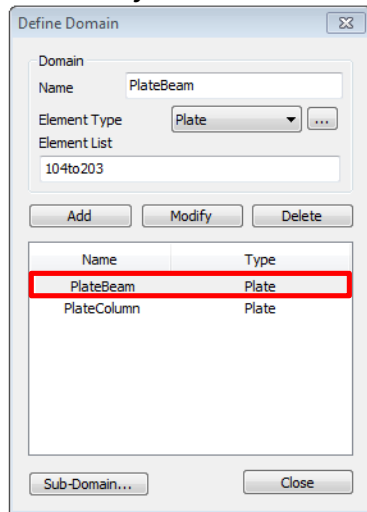 Define Domain
Domain
Name PlateBeam
Element Type Plate ...
Element List
104to203
Add Modify Delete
Name Type
PlateBeam Plate
PlateColumn Plate
Sub-Domain... Close